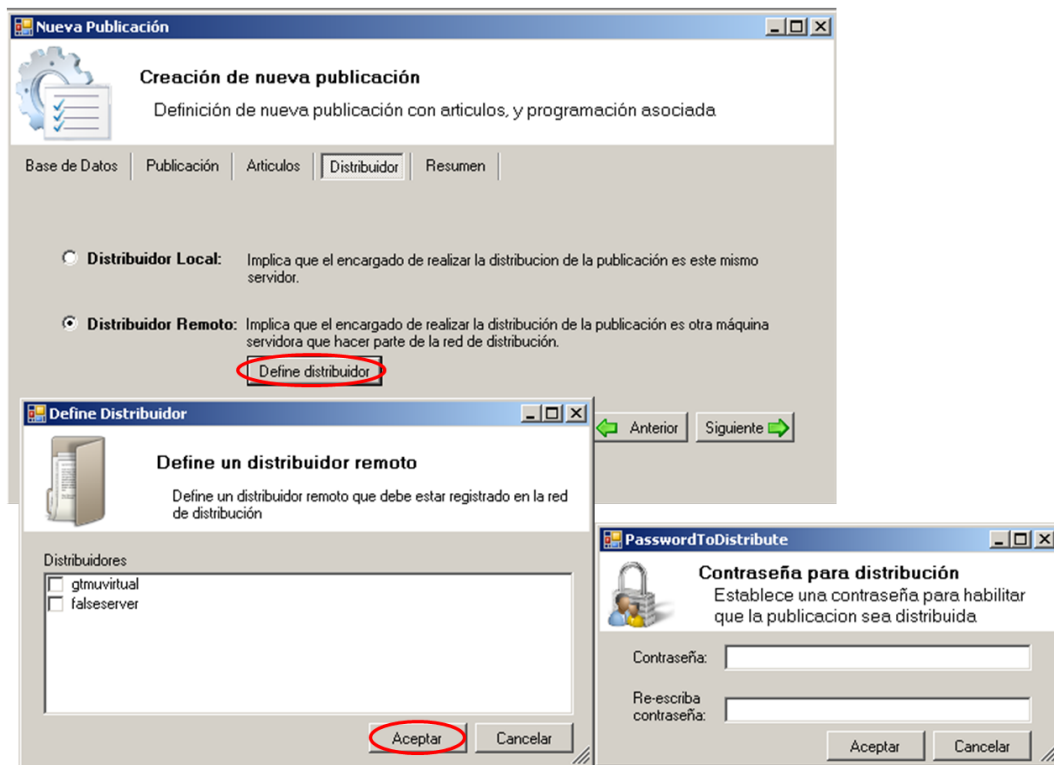 Nueva Publicación
Creación de nueva publicación
Definición de nueva publicación con articulos, y programación asociada
Base de Datos
Publicación
Articulos
Distribuidor
Resumen
Distribuidor Local:
Implica que el encargado de realizar la distribucion de la publicación es este mismo
servidor.
Distribuidor Remoto:
Implica que el encargado de realizar la distribución de la publicación es otra máquina
servidora que hacer parte de la red de distribución.
Define distribuidor
Anterior
Siguiente
Define Distribuidor
Define un distribuidor remoto
Define un distribuidor remoto que debe estar registrado en la red
de distribución
Distribuidores
gtmuvirtual
falseserver
Aceptar
Cancelar
PasswordToDistribute
Contraseña para distribución
Establece una contraseña para habilitar
que la publicacion sea distribuida
Contraseña:
Re-escriba
contraseña:
Aceptar
Cancelar